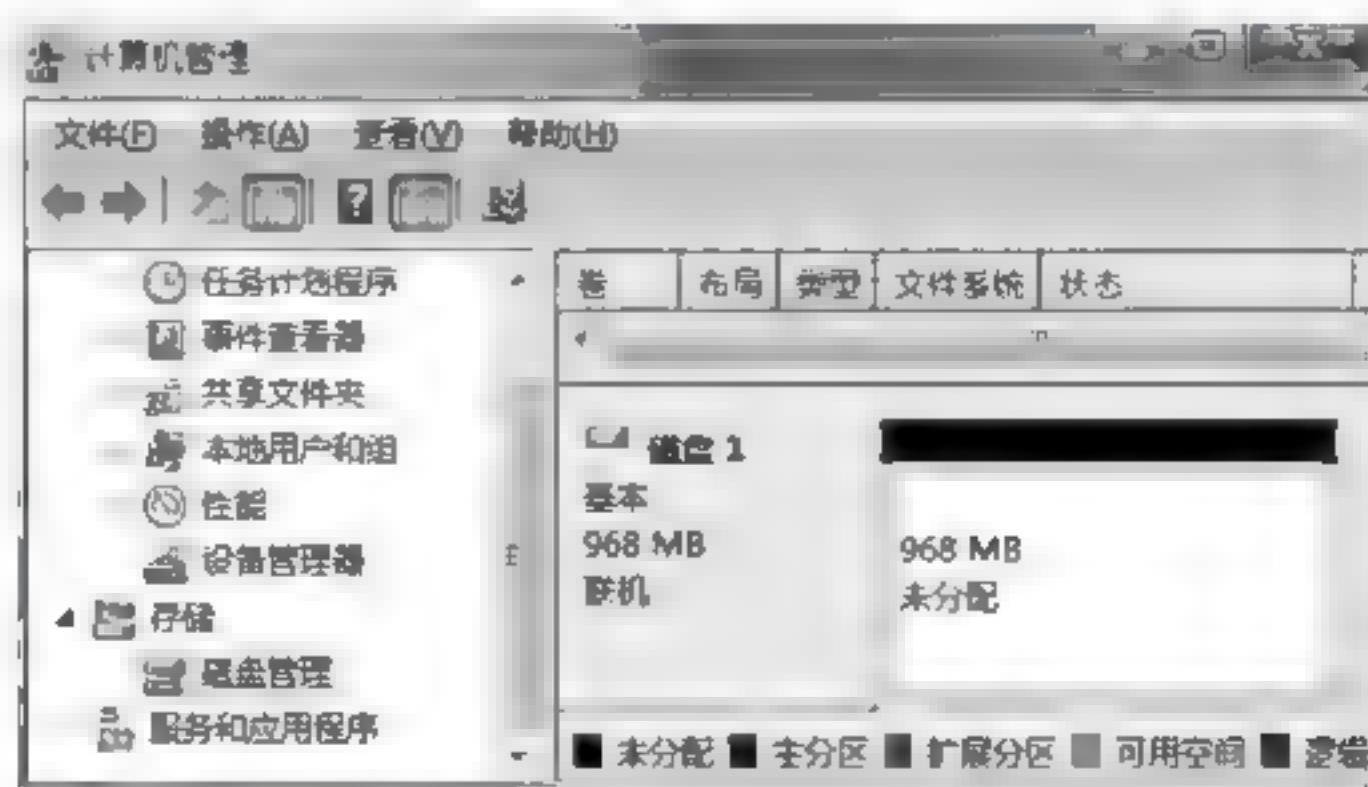 计算机管理
文件(F) 操作(A) 查看(V) 帮助(H)
任务计划程序
事件查看器
共享文件夹
本地用户和组
性能
设备管理器
存储
磁盘管理
服务和应用程序
卷 布局 类型 文件系统 状态
磁盘 1
基本
968 MB
联机
968 MB
未分配
未分配 主分区 扩展分区 可用空间 逻辑